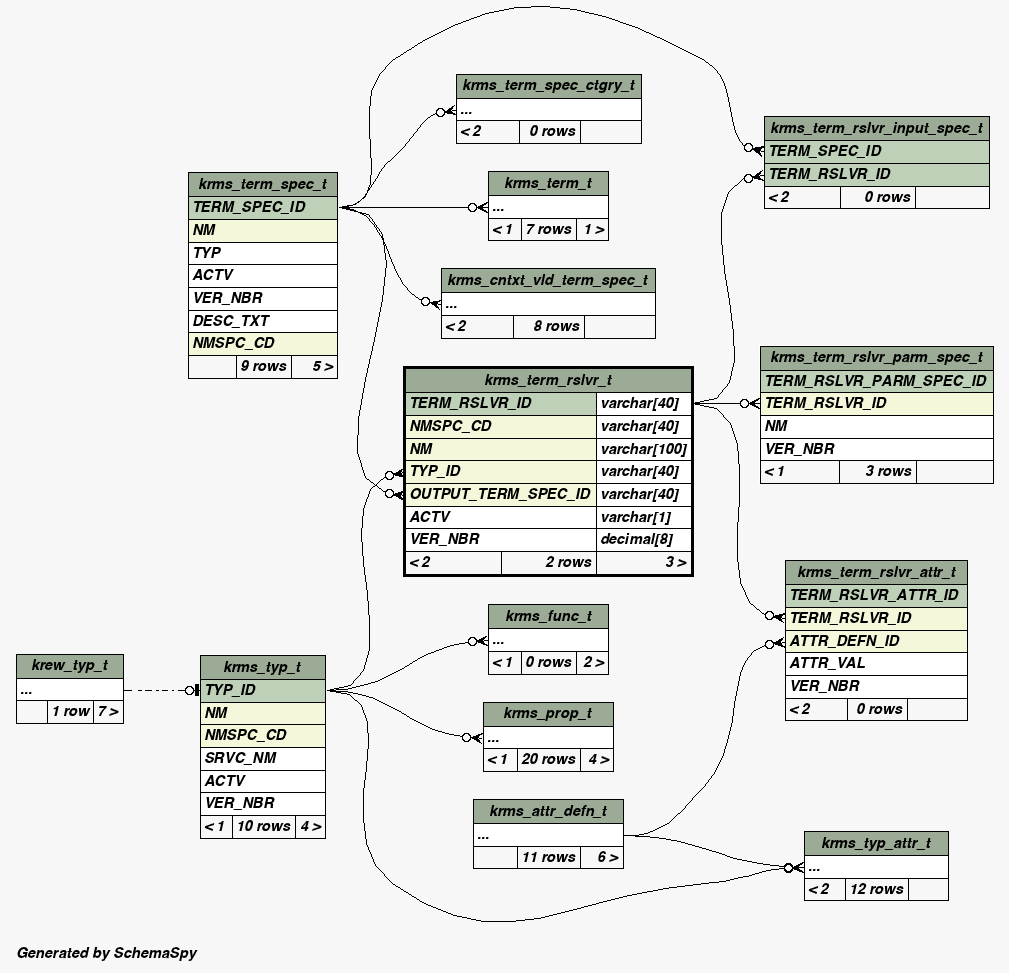 krms_term_spec_ctgry_t
...
< 2 0 rows
krms_term_rslvr_input_spec_t
TERM_SPEC_ID
TERM_RSLVR_ID
< 2 0 rows
krms_term_spec_t
TERM_SPEC_ID
NM
TYP
ACTV
VER_NBR
DESC_TXT
NMSPC_CD
9 rows 5 >
krms_term_t
...
< 1 7 rows 1 >
krms_cntxt_vld_term_spec_t
...
< 2 8 rows
krms_term_rslvr_t
TERM_RSLVR_ID varchar[40]
NMSPC_CD varchar[40]
NM varchar[100]
TYP_ID varchar[40]
OUTPUT_TERM_SPEC_ID varchar[40]
ACTV varchar[1]
VER_NBR decimal[8]
< 2 2 rows 3 >
krms_term_rslvr_parm_spec_t
TERM_RSLVR_PARM_SPEC_ID
TERM_RSLVR_ID
NM
VER_NBR
< 1 3 rows
krms_term_rslvr_attr_t
TERM_RSLVR_ATTR_ID
TERM_RSLVR_ID
ATTR_DEFN_ID
ATTR_VAL
VER_NBR
< 2 0 rows
krms_func_t
...
< 1 0 rows 2 >
krew_typ_t
...
1 row 7 >
krms_typ_t
TYP_ID
NM
NMSPC_CD
SRVC_NM
ACTV
VER_NBR
< 1 10 rows 4 >
krms_prop_t
...
< 1 20 rows 4 >
krms_attr_defn_t
...
11 rows 6 >
krms_typ_attr_t
...
< 2 12 rows
Generated by SchemaSpy